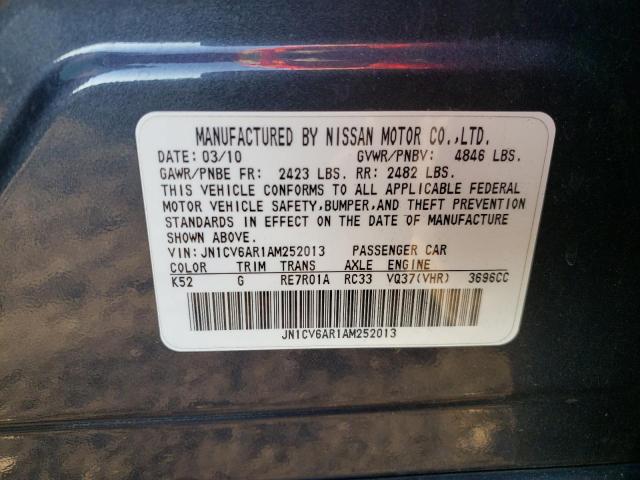 MANUFACTURED BY NISSAN MOTOR CO.,LTD.
DATE: 03/10 GVWR/PNBV: 4846 LBS.
GAWR/PNBE FR: 2423 LBS. RR: 2482 LBS.
THIS VEHICLE CONFORMS TO ALL APPLICABLE FEDERAL
MOTOR VEHICLE SAFETY, BUMPER, AND THEFT PREVENTION
STANDARDS IN EFFECT ON THE DATE OF MANUFACTURE
SHOWN ABOVE.
VIN: JN1CV6AR1AM252013 PASSENGER CAR
COLOR TRIM TRANS AXLE ENGINE
K52 G RE7R01A RC33 VQ37(VHR) 3696CC
JN1CV6AR1AM252013